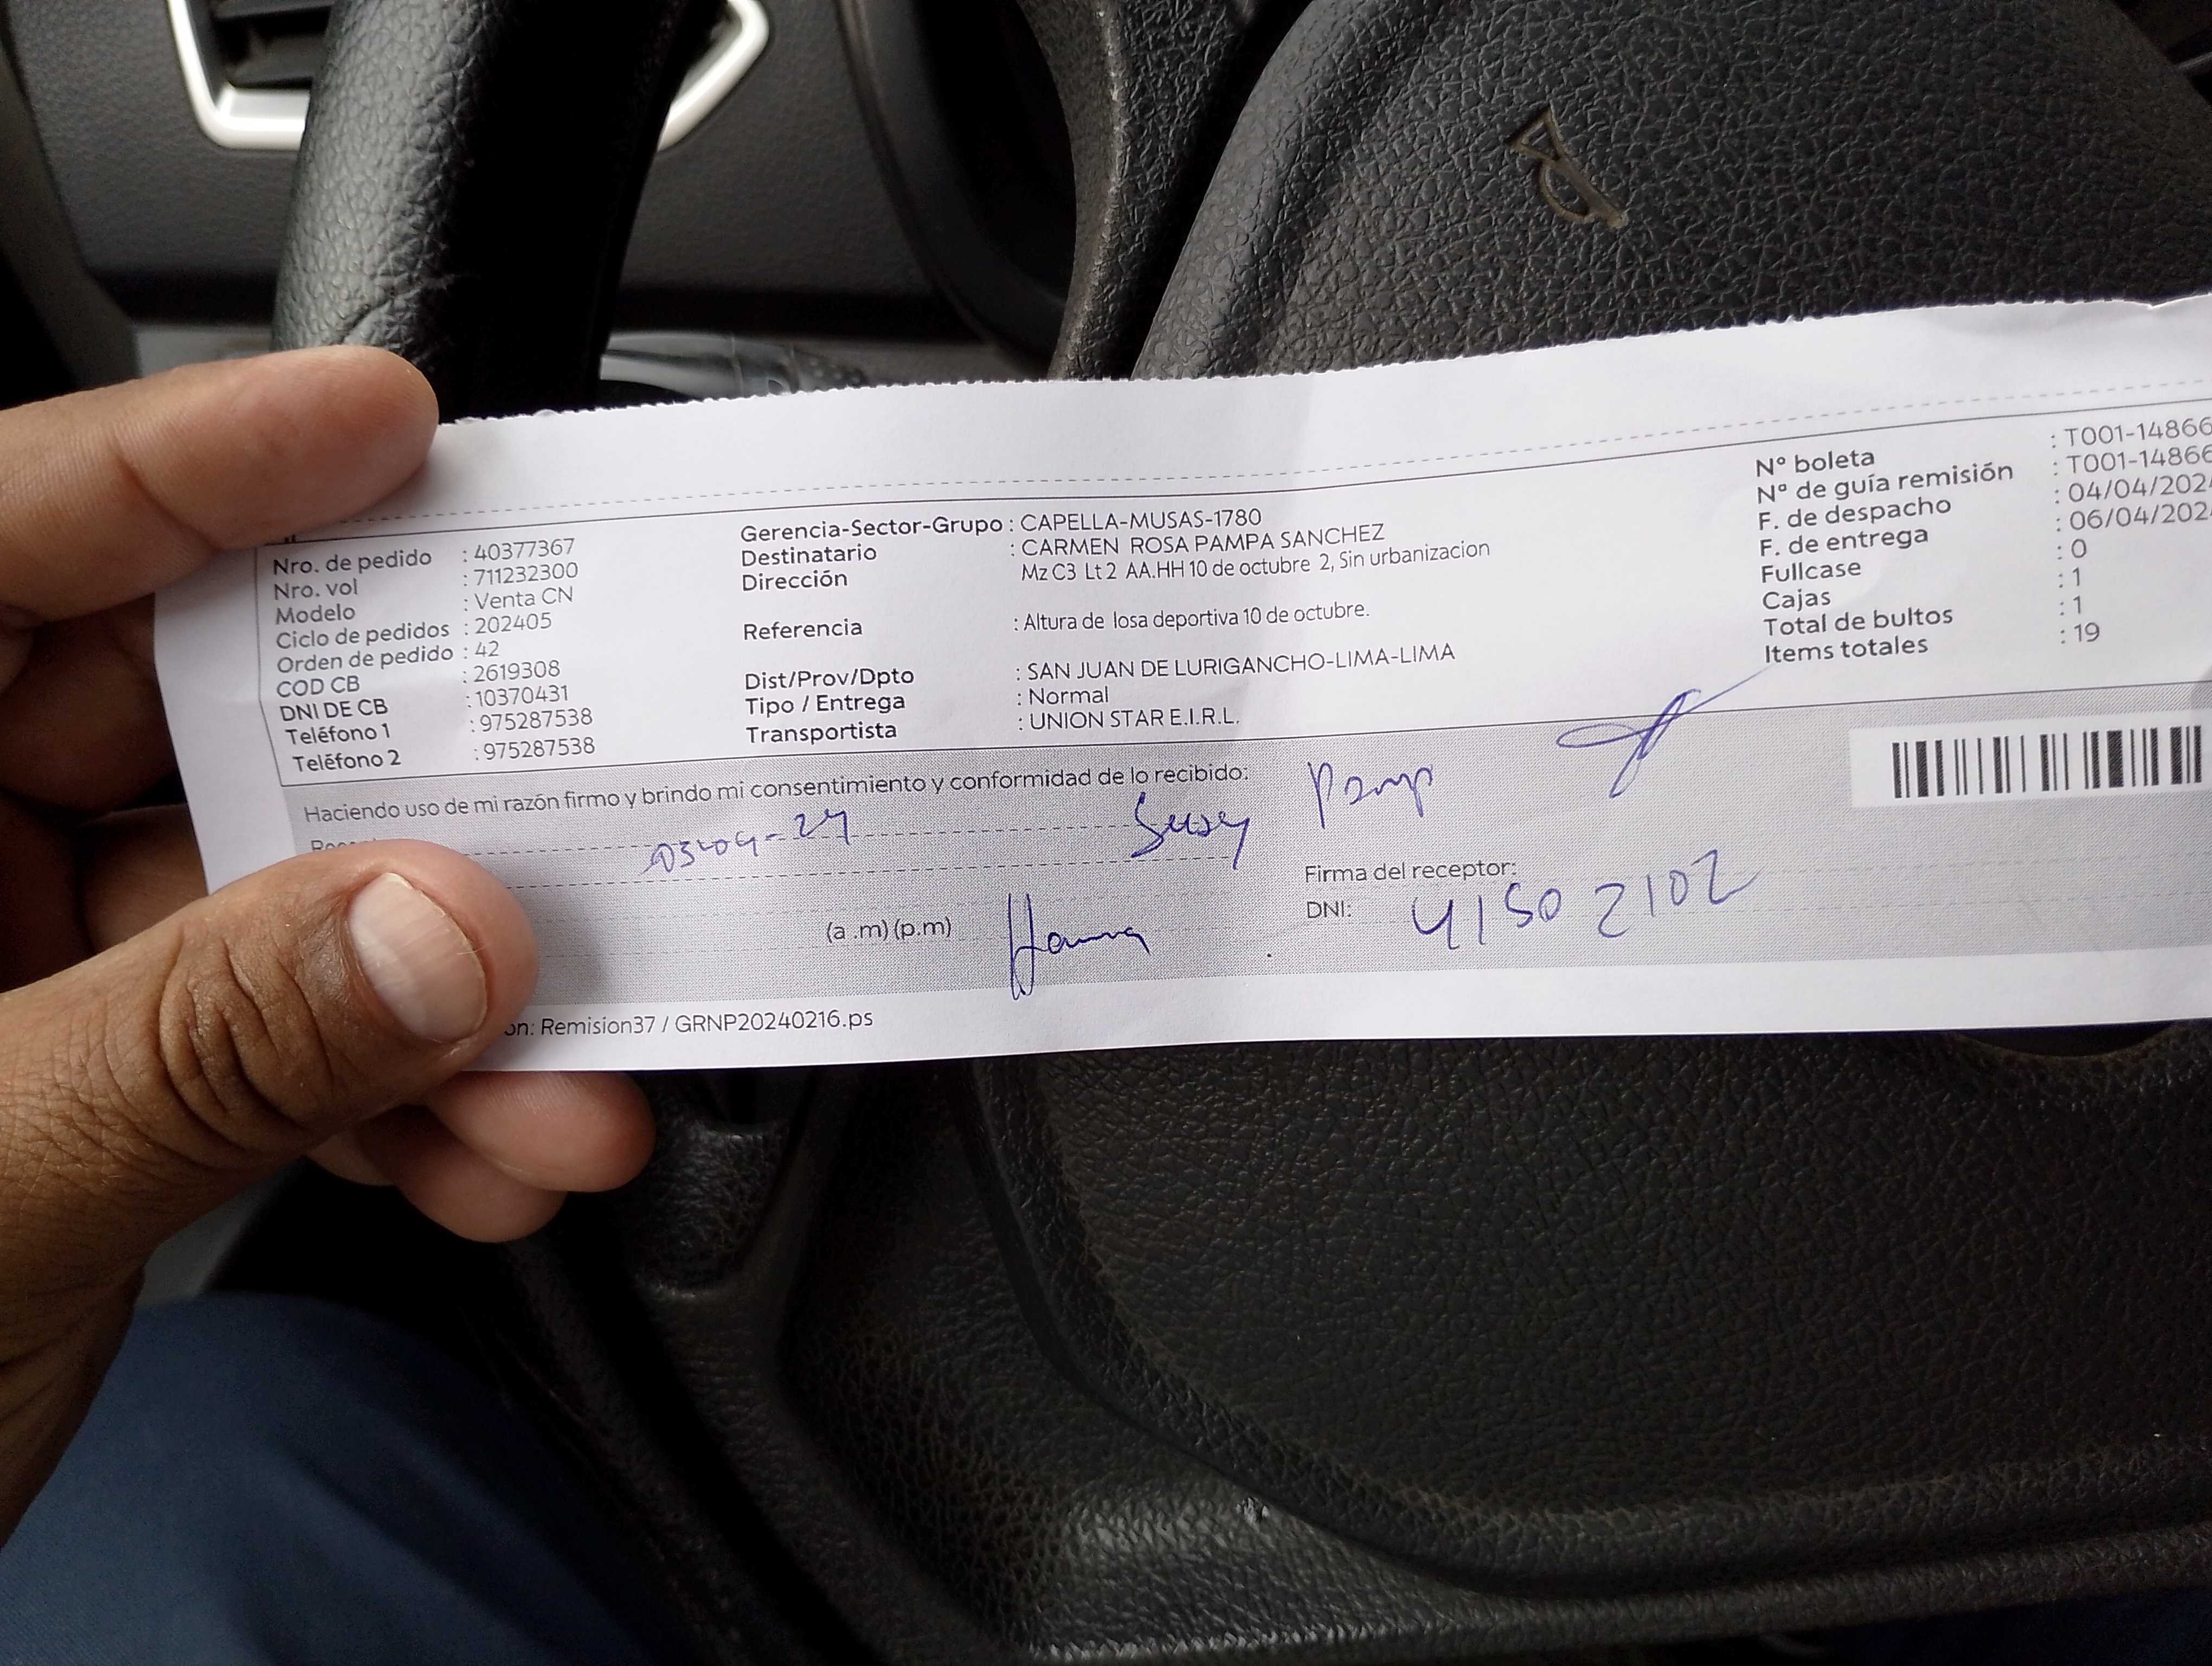 Nro. de pedido : 40377367
Nro. vol : 711232300
Modelo : Venta CN
Ciclo de pedidos : 202405
Orden de pedido : 42
COD CB : 2619308
DNI DE CB : 10370431
Teléfono 1 : 975287538
Teléfono 2 : 975287538
Gerencia-Sector-Grupo : CAPELLA-MUSAS-1780
Destinatario : CARMEN ROSA PAMPA SANCHEZ
Dirección Mz C3 Lt 2 AA.HH 10 de octubre 2, Sin urbanizacion
Referencia : Altura de losa deportiva 10 de octubre.
Dist/Prov/Dpto : SAN JUAN DE LURIGANCHO-LIMA-LIMA
Tipo / Entrega : Normal
Transportista : UNION STAR E.I.R.L.
Nº boleta : T001-14866
Nº de guía remisión : T001-14866
F. de despacho : 04/04/202
F. de entrega : 06/04/202
Fullcase : 0
Cajas : 1
Total de bultos : 1
Items totales : 19
Haciendo uso de mi razón firmo y brindo mi consentimiento y conformidad de lo recibido:
Susy Pamp
Firma del receptor:
(a .m) (p.m)
DNI: 41502102
on: Remision37 / GRNP20240216.ps